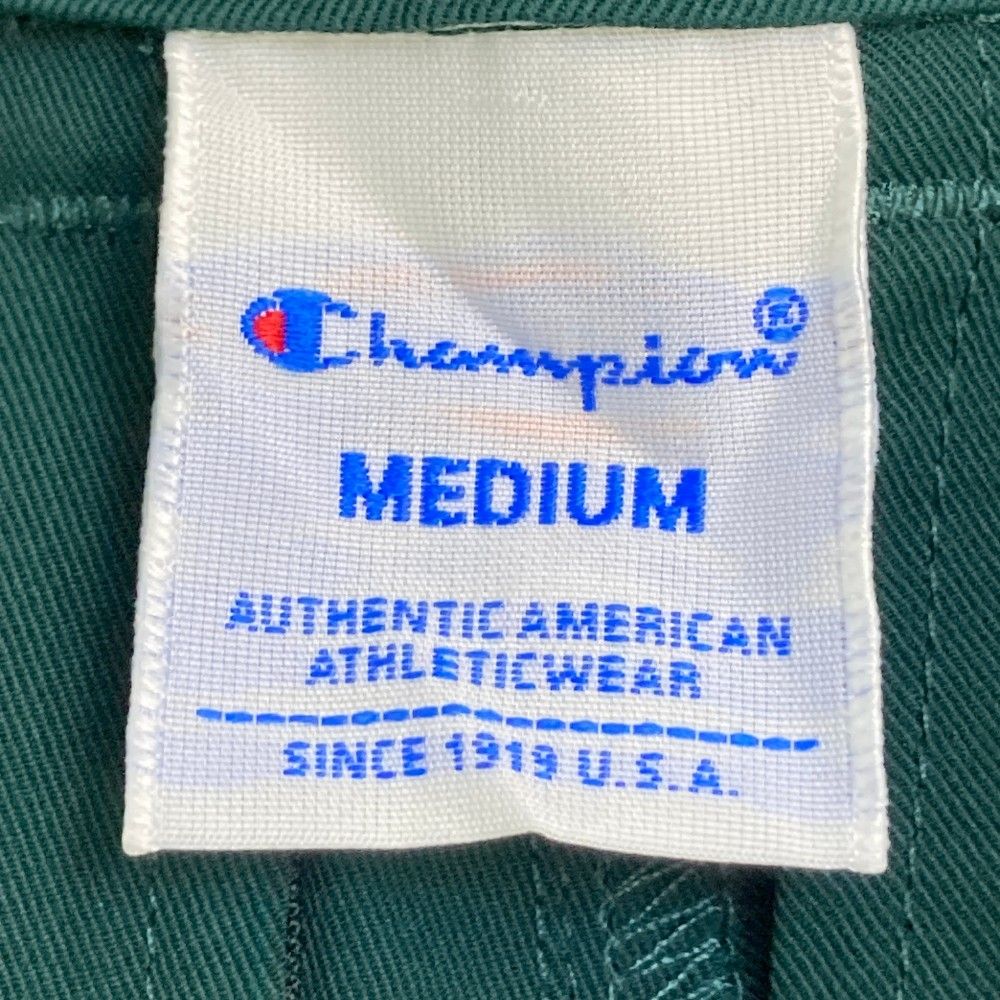 Champion®
MEDIUM
AUTHENTIC AMERICAN
ATHLETICWEAR
SINCE 1919 U.S.A.